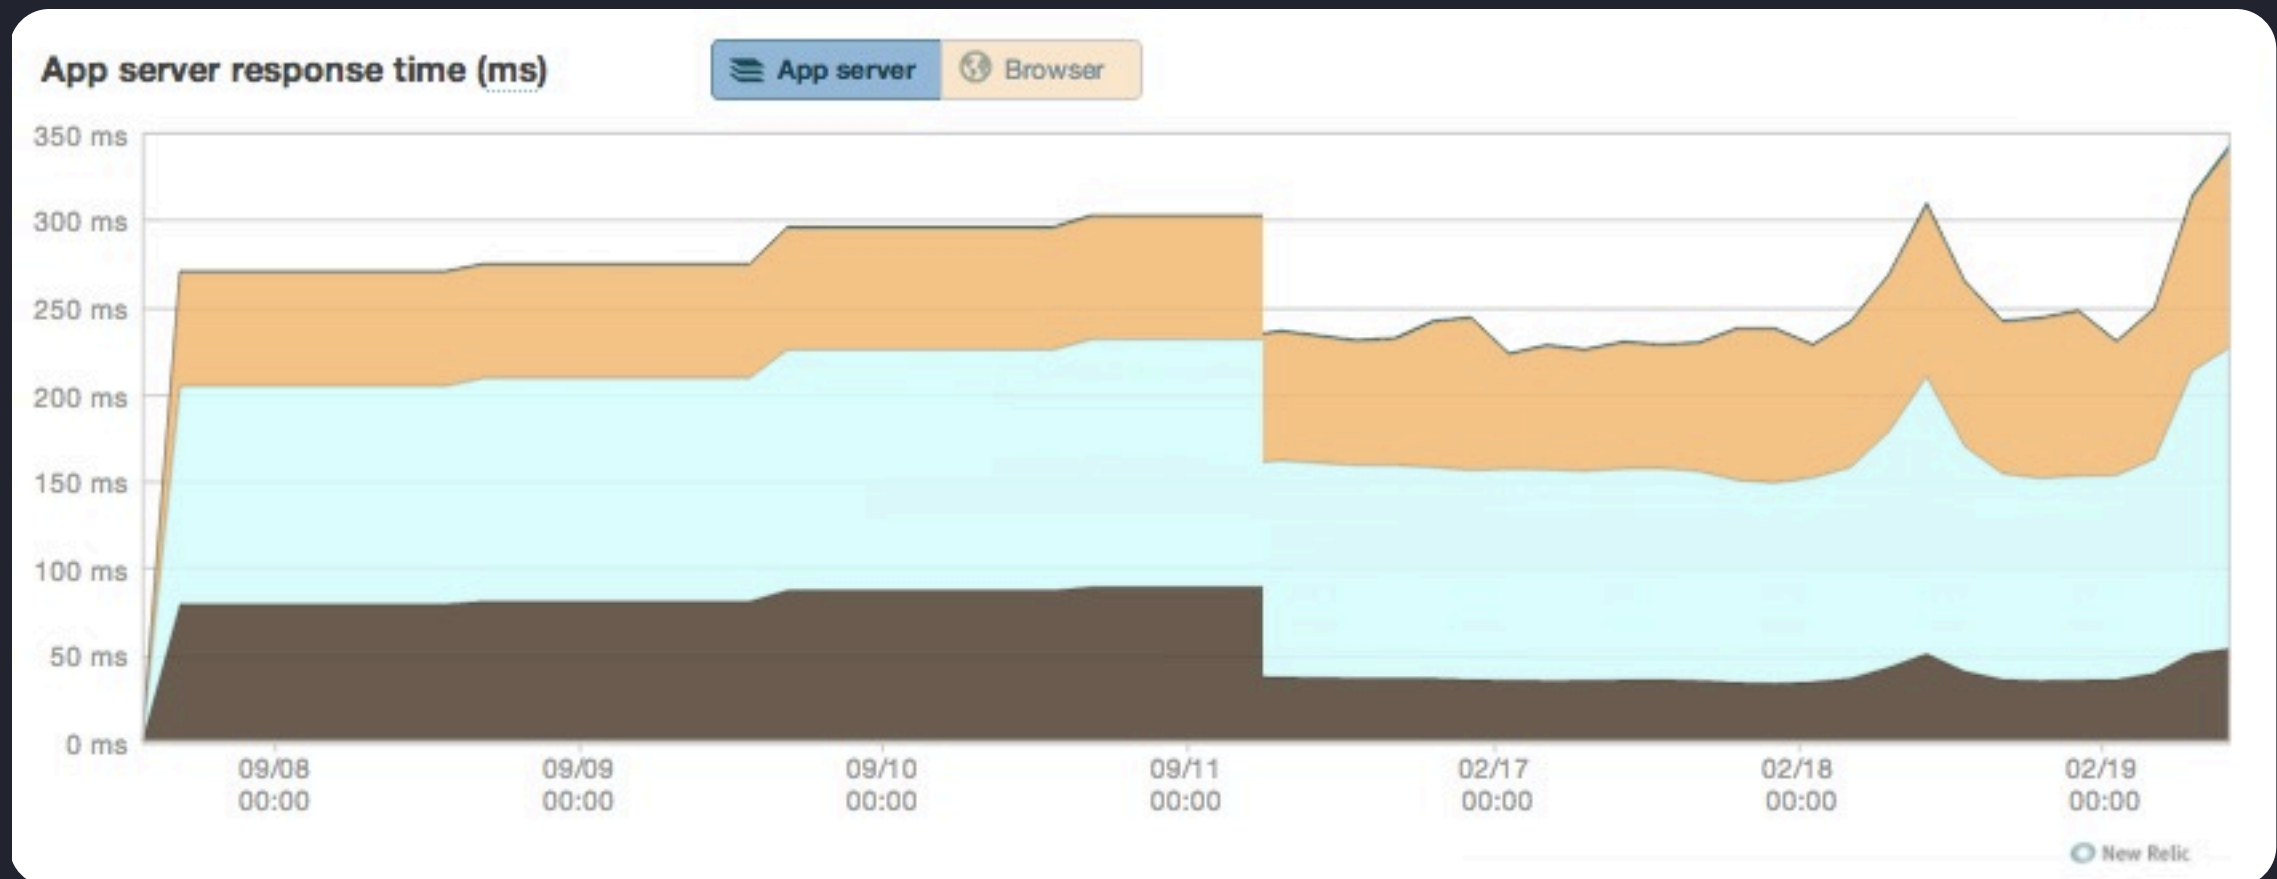 App server response time (ms)
App server
Browser
350 ms
300 ms
250 ms
200 ms
150 ms
100 ms
50 ms
0 ms
09/08 00:00
09/09 00:00
09/10 00:00
09/11 00:00
02/17 00:00
02/18 00:00
02/19 00:00
New Relic